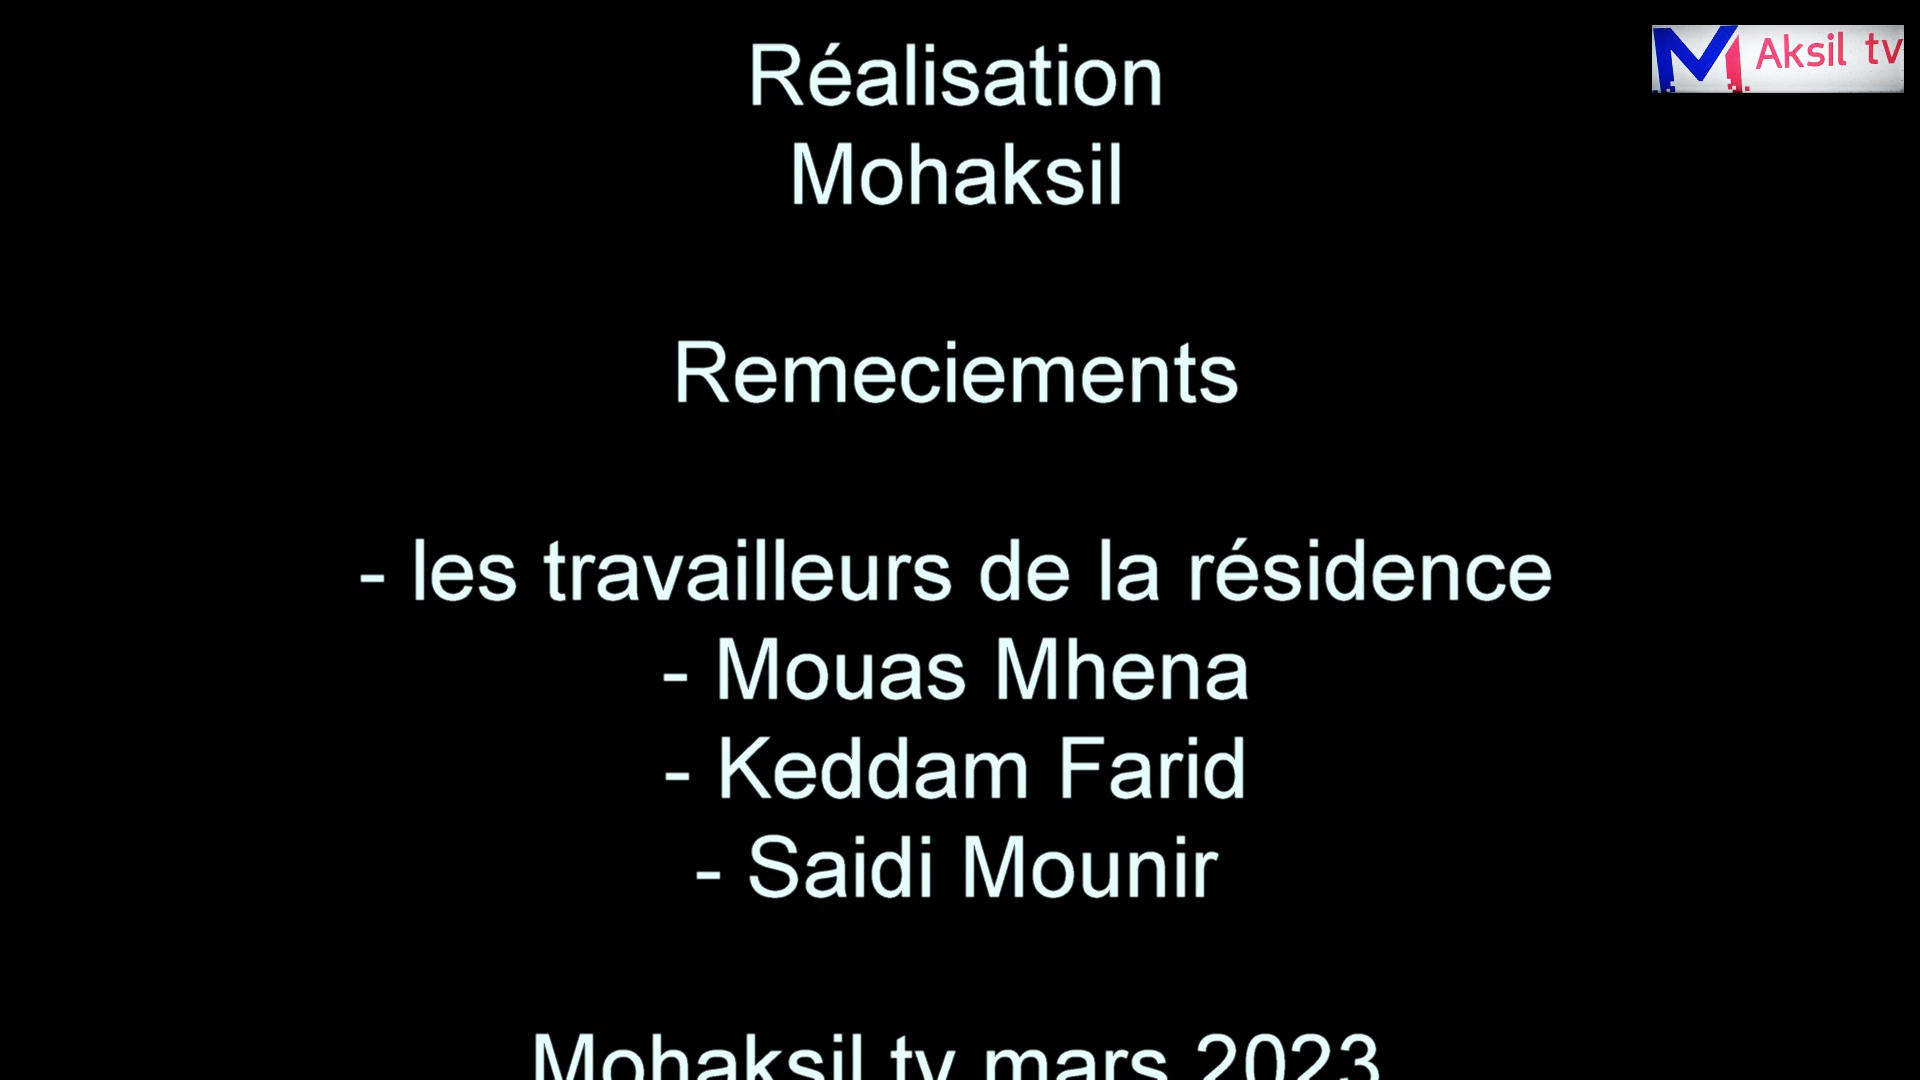 M Aksil tv
Réalisation
Mohaksil
Remeciements
- les travailleurs de la résidence
- Mouas Mhena
- Keddam Farid
- Saidi Mounir
Mohaksil tv mars 2023